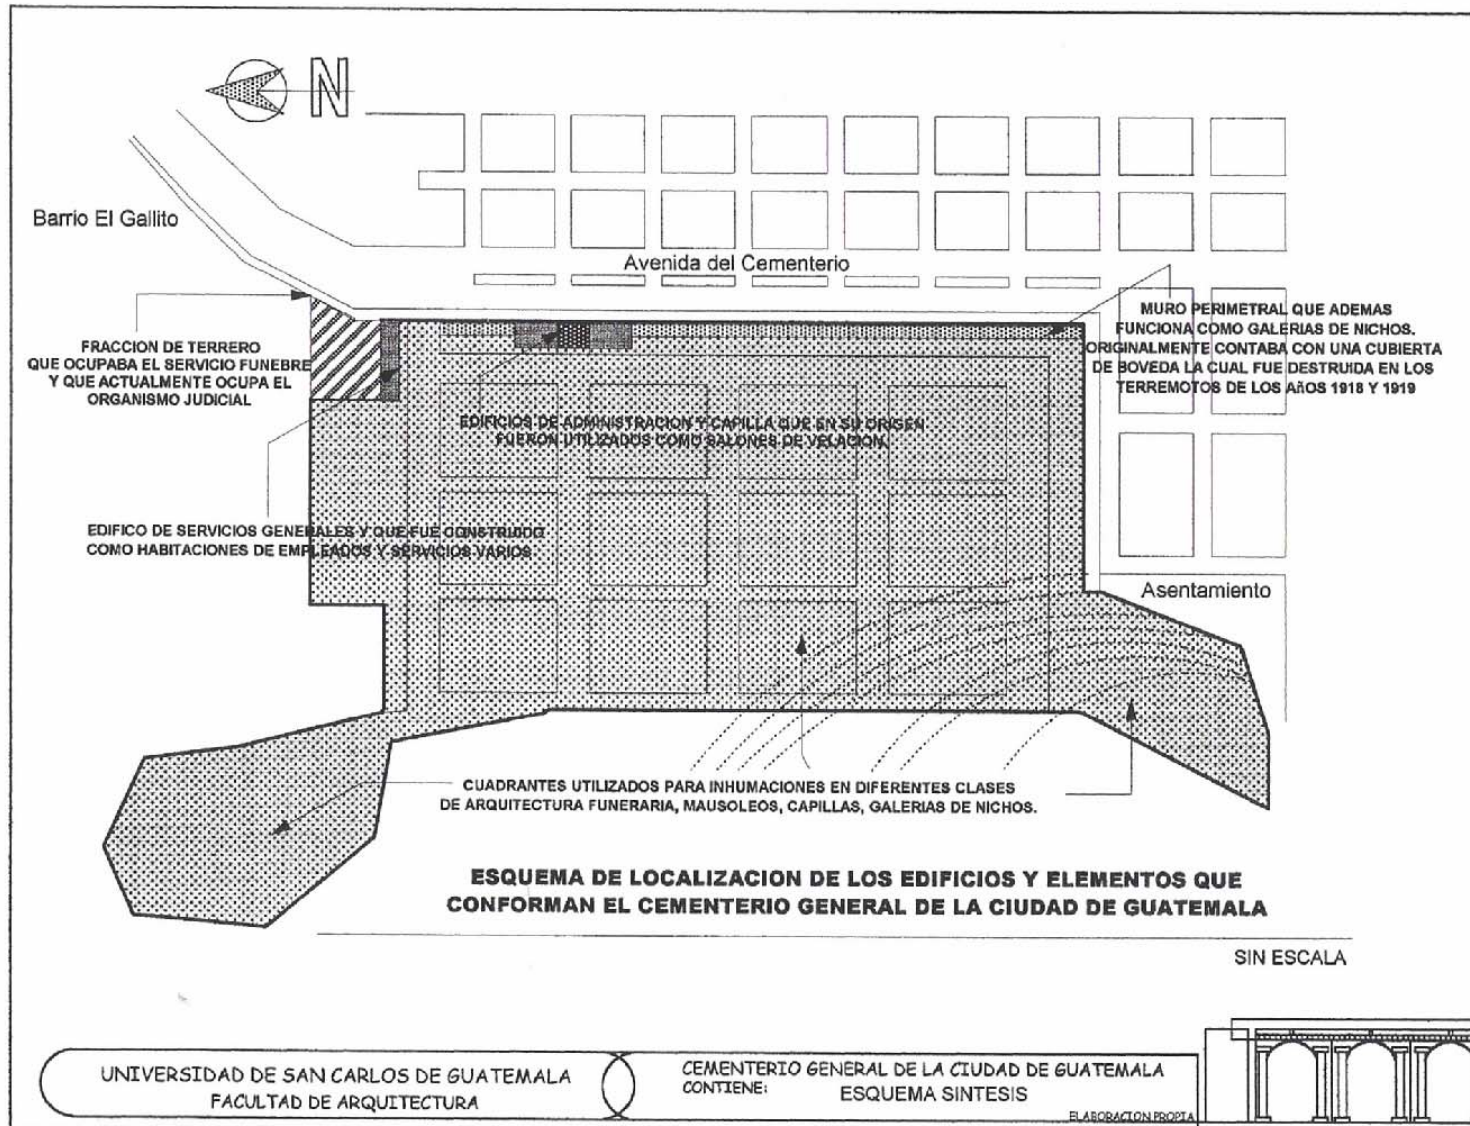 N
Barrio El Gallito
Avenida del Cementerio
FRACCION DE TERRERO
QUE OCUPABA EL SERVICIO FUNEBRE
Y QUE ACTUALMENTE OCUPA EL
ORGANISMO JUDICIAL
MURO PERIMETRAL QUE ADEMAS
FUNCIONA COMO GALERIAS DE NICHOS.
ORIGINALMENTE CONTABA CON UNA CUBIERTA
DE BOVEDA LA CUAL FUE DESTRUIDA EN LOS
TERREMOTOS DE LOS AñOS 1918 Y 1919
EDIFICIOS DE ADMINISTRACION Y CAPILLA QUE EN SU ORIGEN
FUERON UTILIZADOS COMO SALONES DE VELACION.
EDIFICO DE SERVICIOS GENERALES Y QUE FUE CONSTRUIDO
COMO HABITACIONES DE EMPLEADOS Y SERVICIOS VARIOS.
Asentamiento
CUADRANTES UTILIZADOS PARA INHUMACIONES EN DIFERENTES CLASES
DE ARQUITECTURA FUNERARIA, MAUSOLEOS, CAPILLAS, GALERIAS DE NICHOS.
ESQUEMA DE LOCALIZACION DE LOS EDIFICIOS Y ELEMENTOS QUE
CONFORMAN EL CEMENTERIO GENERAL DE LA CIUDAD DE GUATEMALA
SIN ESCALA
UNIVERSIDAD DE SAN CARLOS DE GUATEMALA
FACULTAD DE ARQUITECTURA
CEMENTERIO GENERAL DE LA CIUDAD DE GUATEMALA
CONTIENE: ESQUEMA SINTESIS
ELABORACION PROPIA